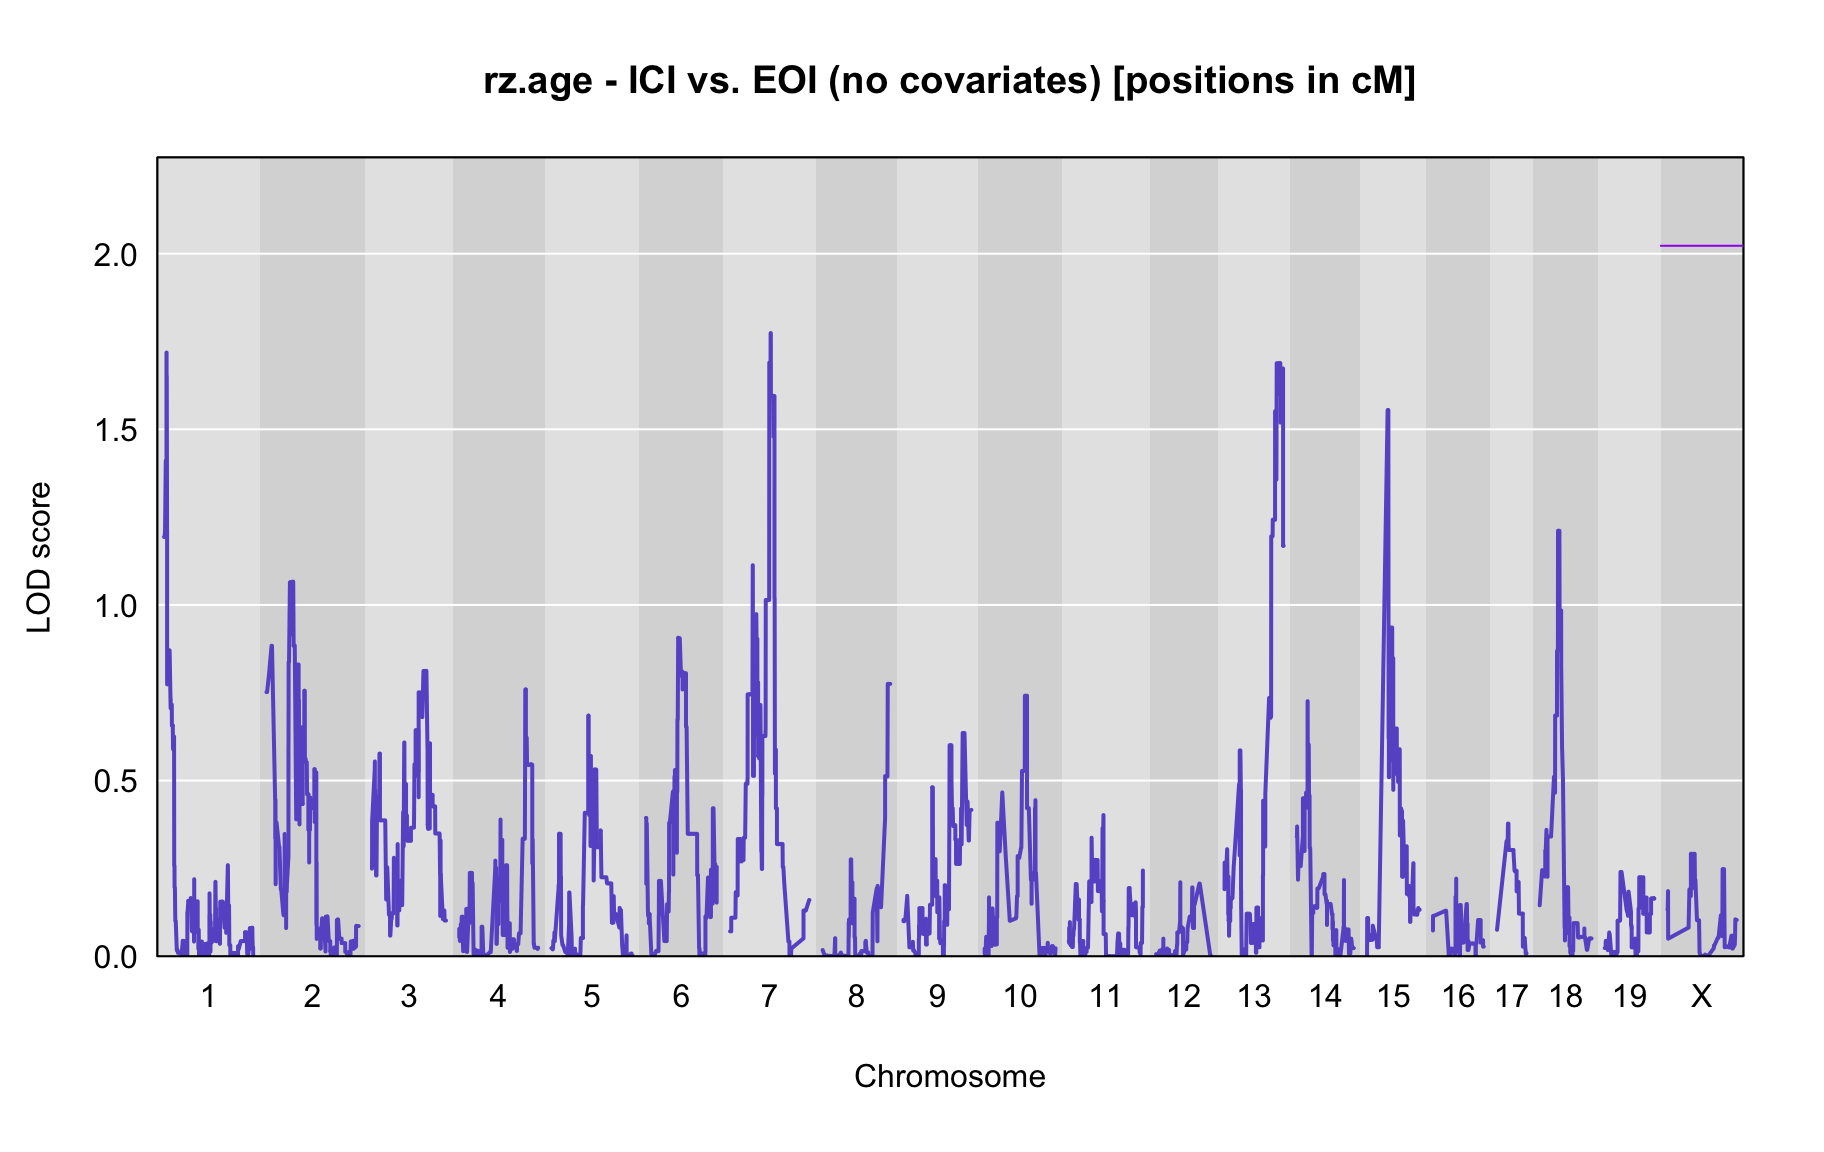 rz.age - ICI vs. EOI (no covariates) [positions in cM]
LOD score
2.0
1.5
1.0
0.5
0.0
1 2 3 4 5 6 7 8 9 10 11 12 13 14 15 16 17 18 19 X
Chromosome